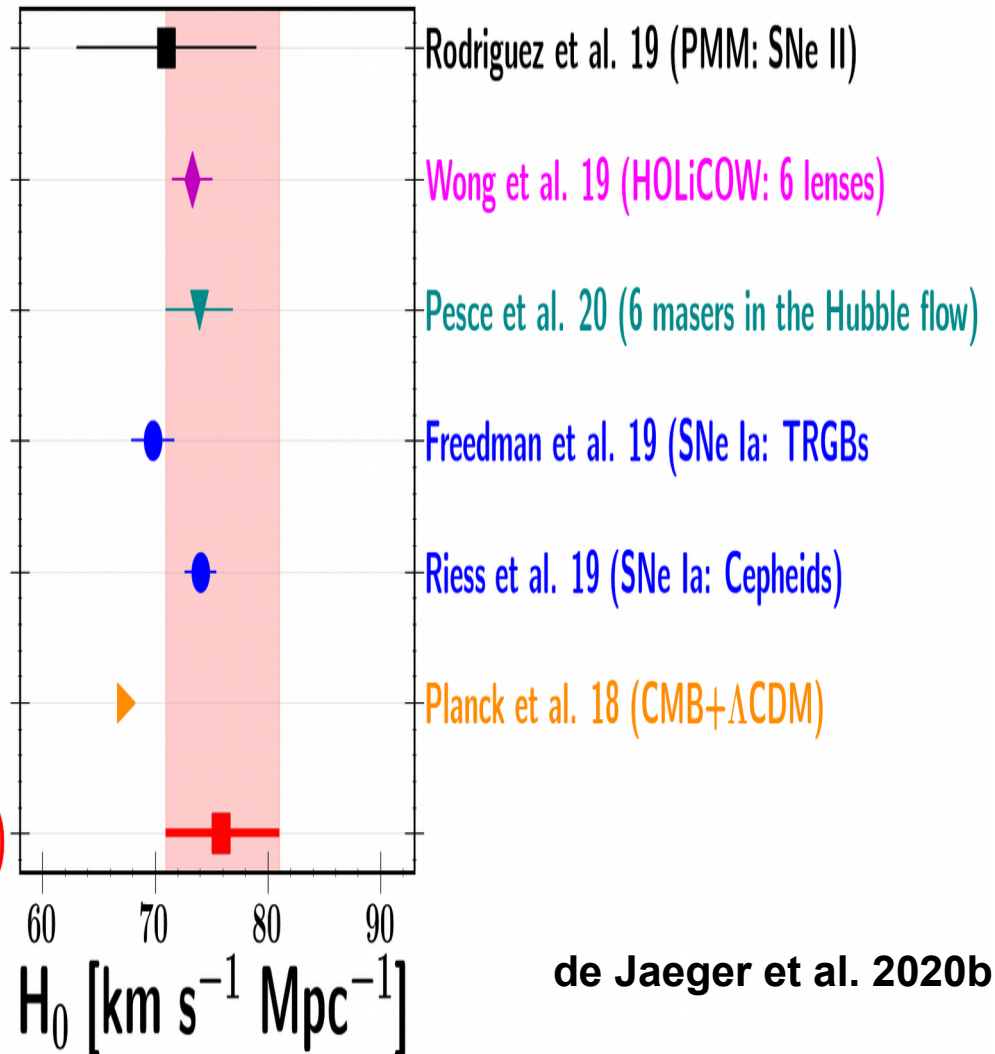 Rodriguez et al. 19 (PMM: SNe II)
Wong et al. 19 (HOLiCOW: 6 lenses)
Pesce et al. 20 (6 masers in the Hubble flow)
Freedman et al. 19 (SNe Ia: TRGBs
Riess et al. 19 (SNe Ia: Cepheids)
Planck et al. 18 (CMB+ΛCDM)
60 70 80 90
H₀ [km s⁻¹ Mpc⁻¹]
de Jaeger et al. 2020b